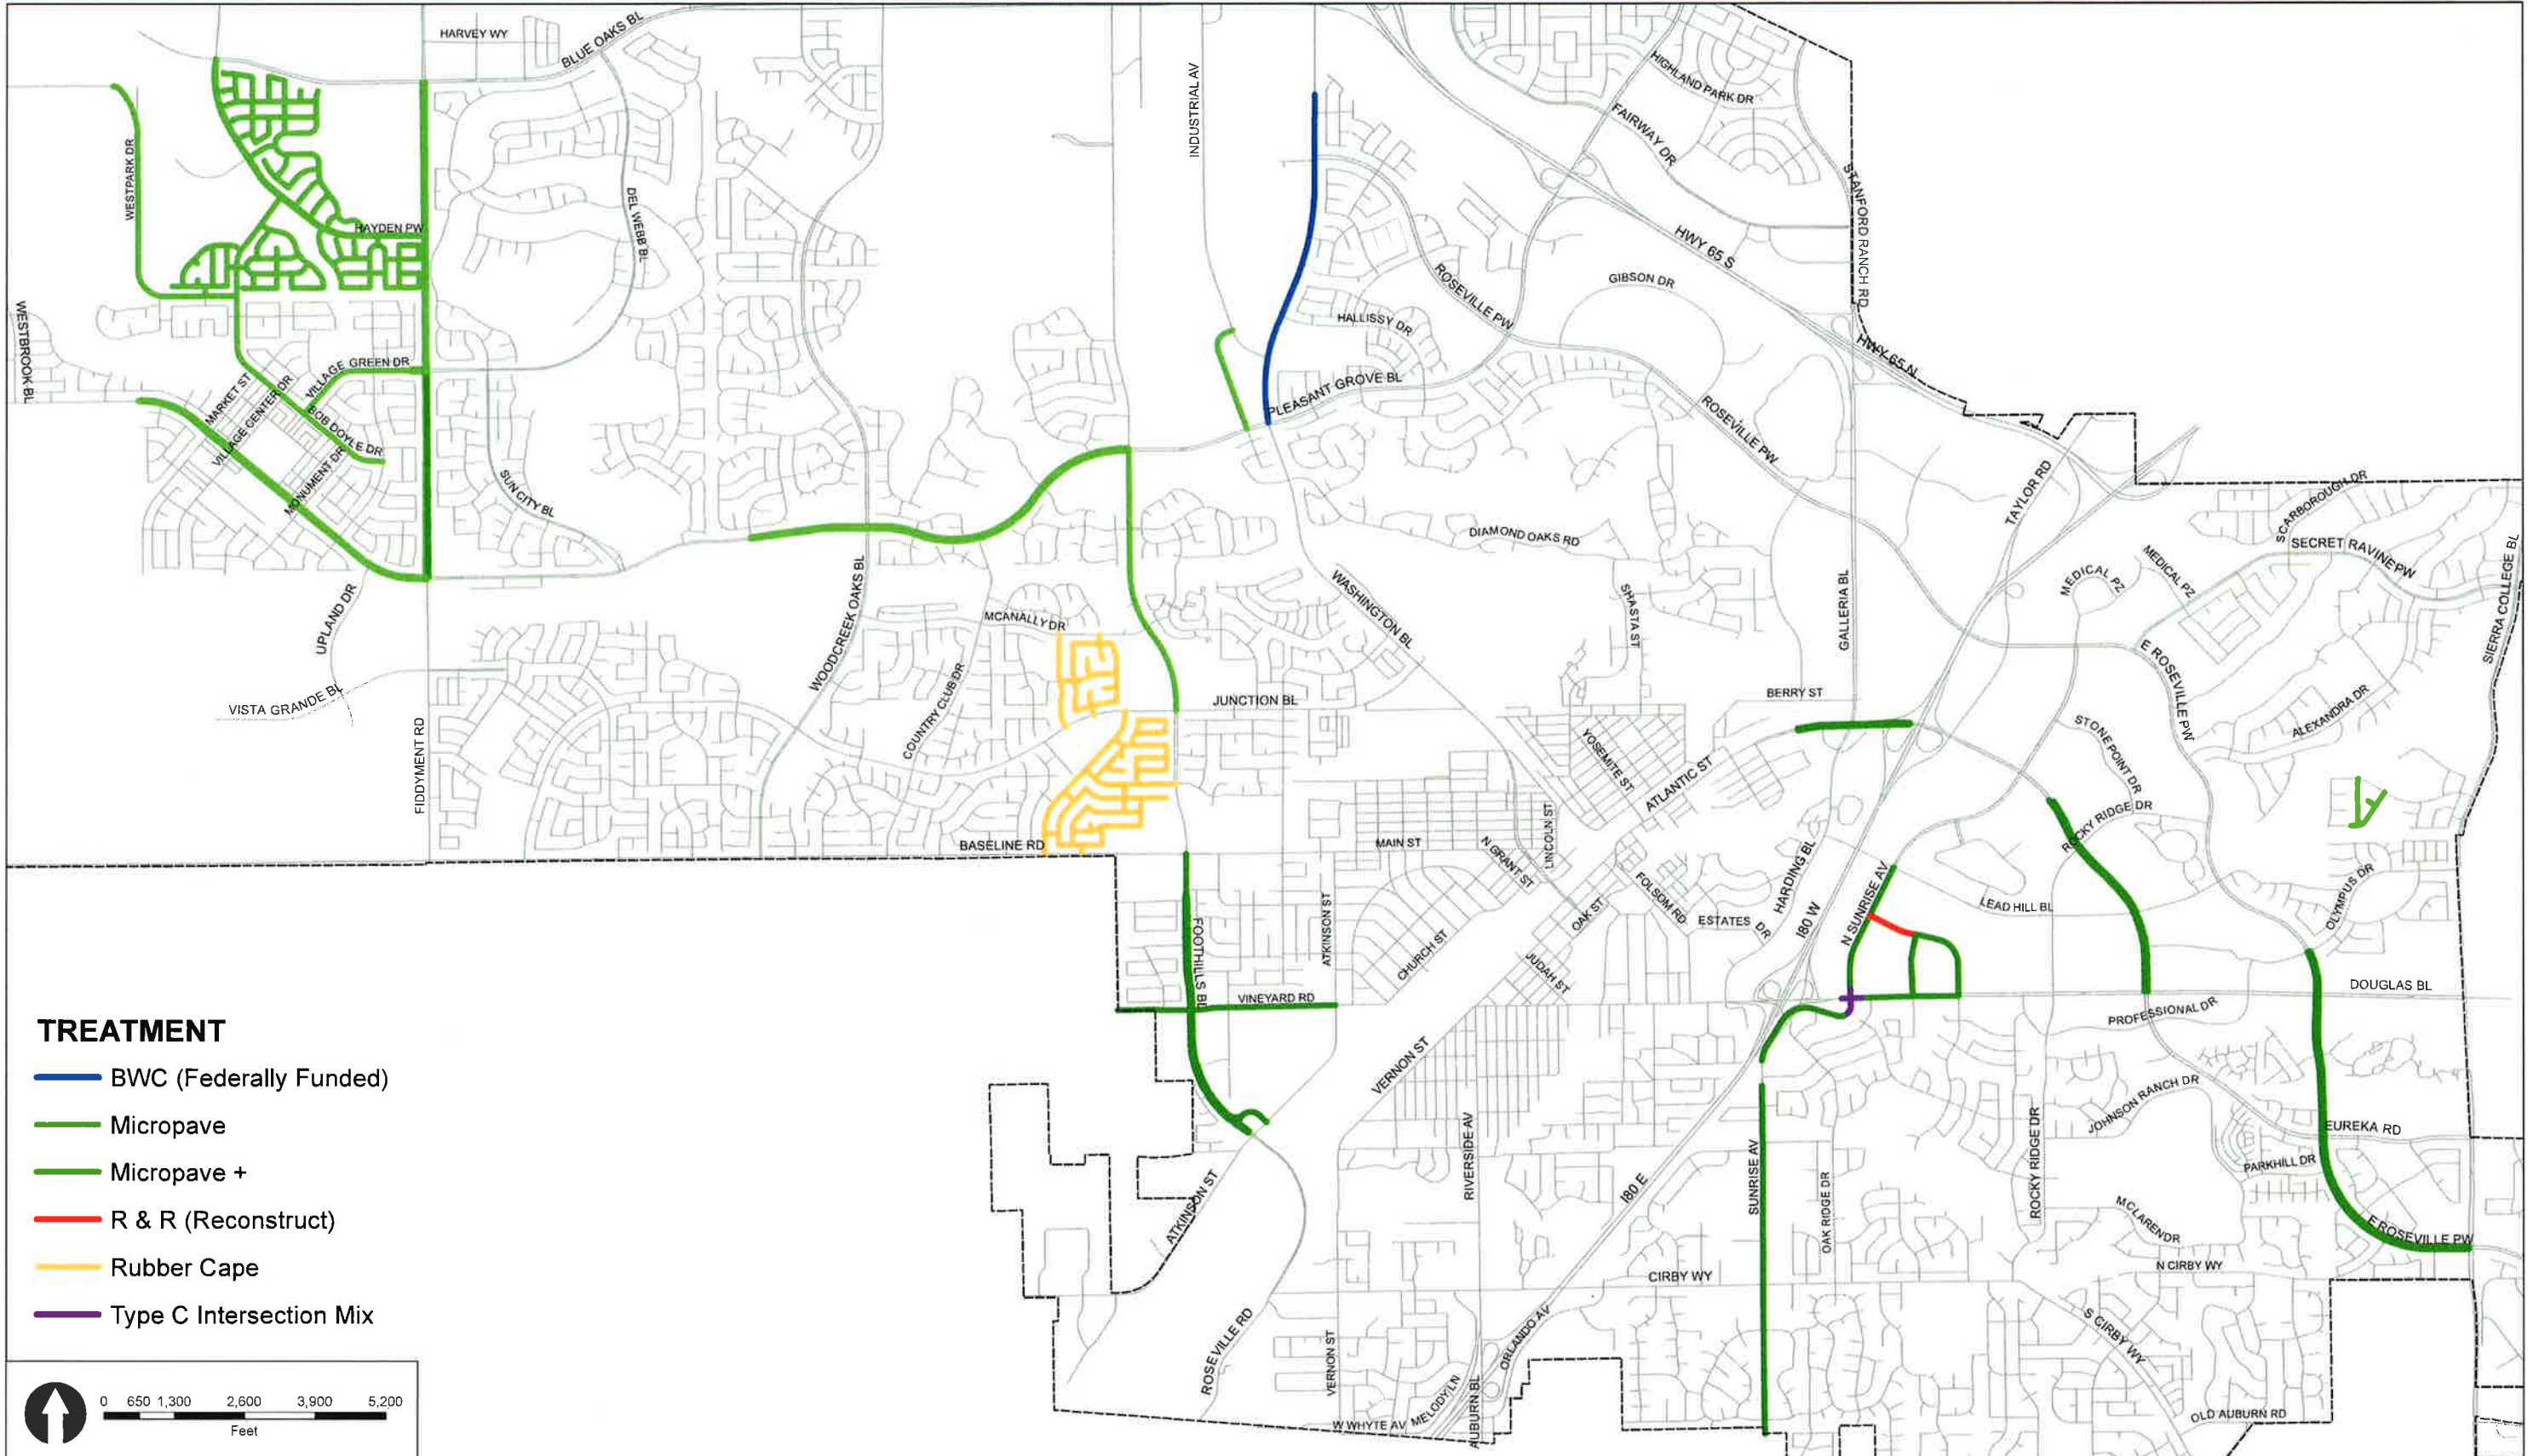 HARVEY WY
BLUE OAKS BL
INDUSTRIAL AV
HIGHLAND PARK DR
FAIRWAY DR
STANFORD RANCH RD
WESTPARK DR
DEL WEBB BL
HAYDEN PW
HWY 65 S
ROSEVILLE PW
GIBSON DR
HALLISSY DR
WESTBROOK BL
HWY 65 N
VILLAGE GREEN DR
MARKET ST
VILLAGE CENTER DR
BOB DOYLE DR
MONUMENT DR
PLEASANT GROVE BL
ROSEVILLE PW
SUN CITY BL
TAYLOR RD
SCARBOROUGH DR
SECRET RAVINE PW
DIAMOND OAKS RD
MEDICAL PZ
MEDICAL PZ
SIERRA COLLEGE BL
UPLAND DR
WOODCREEK OAKS BL
MCANALLY DR
WASHINGTON BL
SHASTA ST
GALLERIA BL
E ROSEVILLE PW
VISTA GRANDE BL
COUNTRY CLUB DR
JUNCTION BL
BERRY ST
ALEXANDRA DR
FIDDYMENT RD
YOSEMITE ST
ATLANTIC ST
STONE POINT DR
ROCKY RIDGE DR
BASELINE RD
MAIN ST
N GRANT ST
LINCOLN ST
HARDING BL
N SUNRISE AV
LEAD HILL BL
OLYMPUS DR
FOLSOM RD
OAK ST
ESTATES DR
I80 W
FOOTHILLS BL
ATKINSON ST
CHURCH ST
JUDAH ST
VINEYARD RD
DOUGLAS BL
PROFESSIONAL DR
VERNON ST
JOHNSON RANCH DR
EUREKA RD
PARKHILL DR
RIVERSIDE AV
SUNRISE AV
OAK RIDGE DR
ROCKY RIDGE DR
ATKINSON ST
I80 E
MCLAREN DR
E ROSEVILLE PW
N CIRBY WY
CIRBY WY
S CIRBY WY
ROSEVILLE RD
VERNON ST
ORLANDO AV
MELODY LN
AUBURN BL
W WHYTE AV
OLD AUBURN RD
TREATMENT
BWC (Federally Funded)
Micropave
Micropave +
R & R (Reconstruct)
Rubber Cape
Type C Intersection Mix
0 650 1,300 2,600 3,900 5,200
Feet